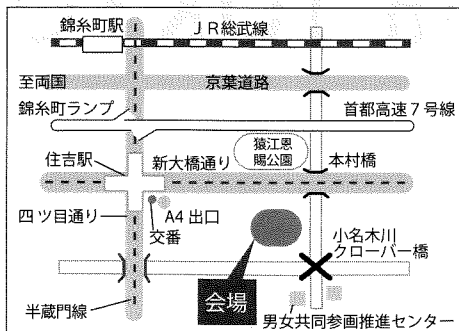 錦糸町駅
JR総武線
至両国
京葉道路
錦糸町ランプ
首都高速7号線
猿江恩
賜公園
住吉駅
新大橋通り
本村橋
四ツ目通り
A4出口
交番
小名木川
クローバー橋
会場
半蔵門線
男女共同参画推進センター